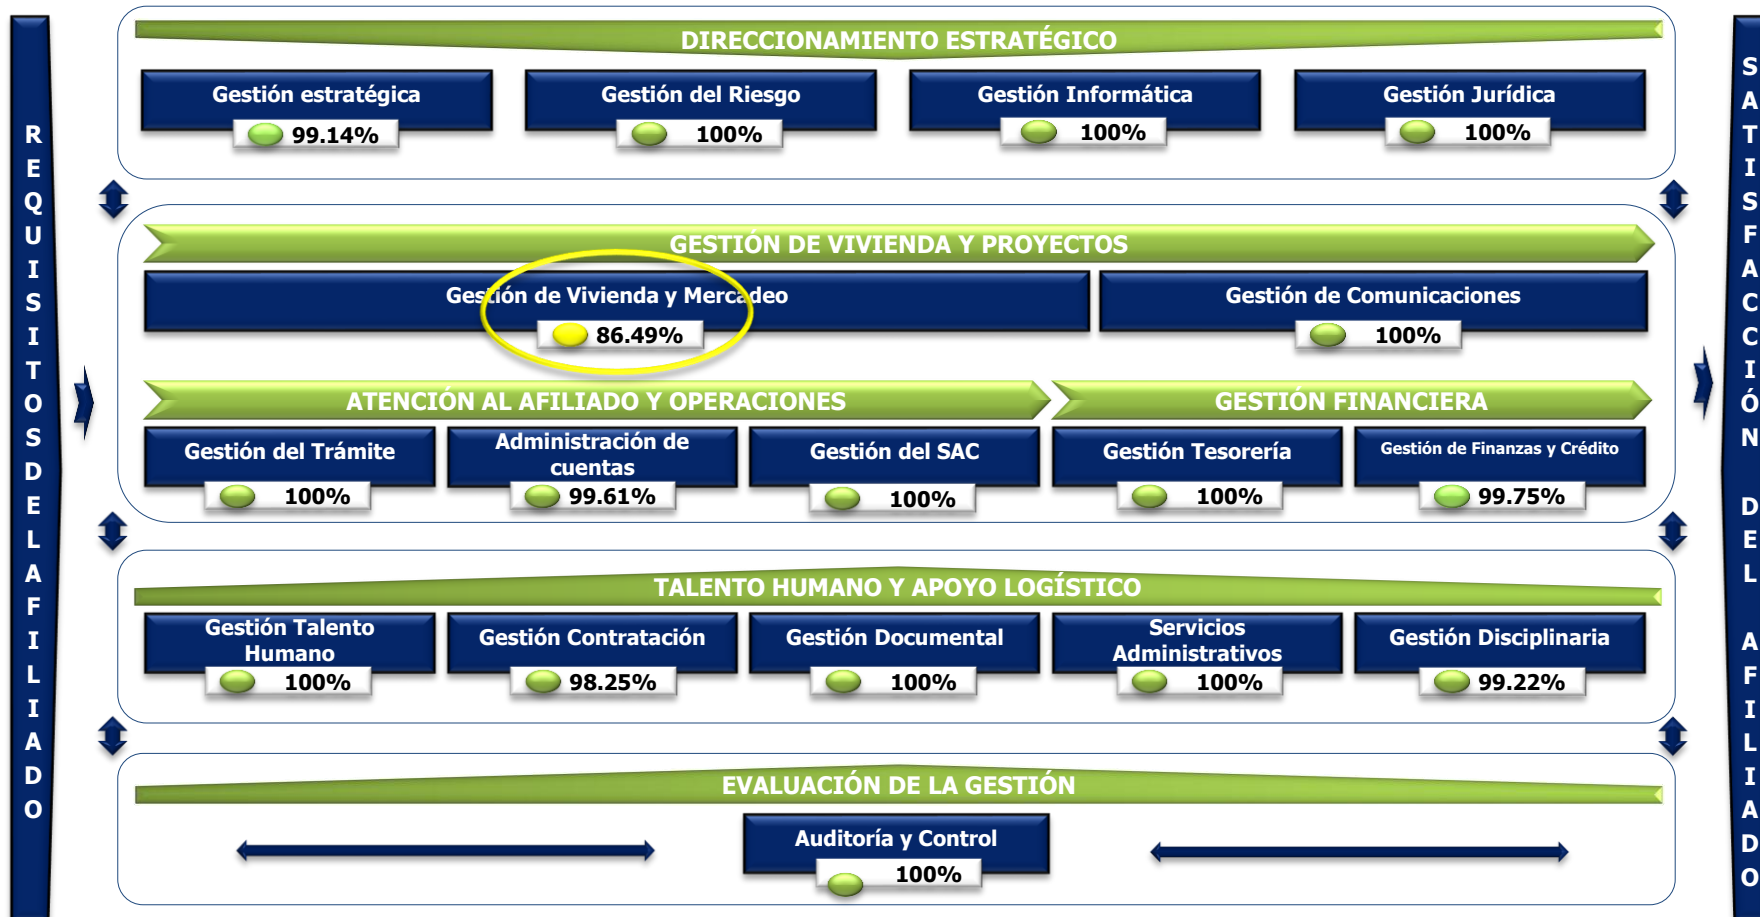 REQUISITOS DEL AFILIADO
DIRECCIONAMIENTO ESTRATÉGICO
Gestión estratégica
99.14%
Gestión del Riesgo
100%
Gestión Informática
100%
Gestión Jurídica
100%
GESTIÓN DE VIVIENDA Y PROYECTOS
Gestión de Vivienda y Mercadeo
86.49%
Gestión de Comunicaciones
100%
ATENCIÓN AL AFILIADO Y OPERACIONES
GESTIÓN FINANCIERA
Gestión del Trámite
100%
Administración de
cuentas
99.61%
Gestión del SAC
100%
Gestión Tesorería
100%
Gestión de Finanzas y Crédito
99.75%
TALENTO HUMANO Y APOYO LOGÍSTICO
Gestión Talento
Humano
100%
Gestión Contratación
98.25%
Gestión Documental
100%
Servicios
Administrativos
100%
Gestión Disciplinaria
99.22%
EVALUACIÓN DE LA GESTIÓN
Auditoría y Control
100%
SATISFACCIÓN DEL AFILIADO